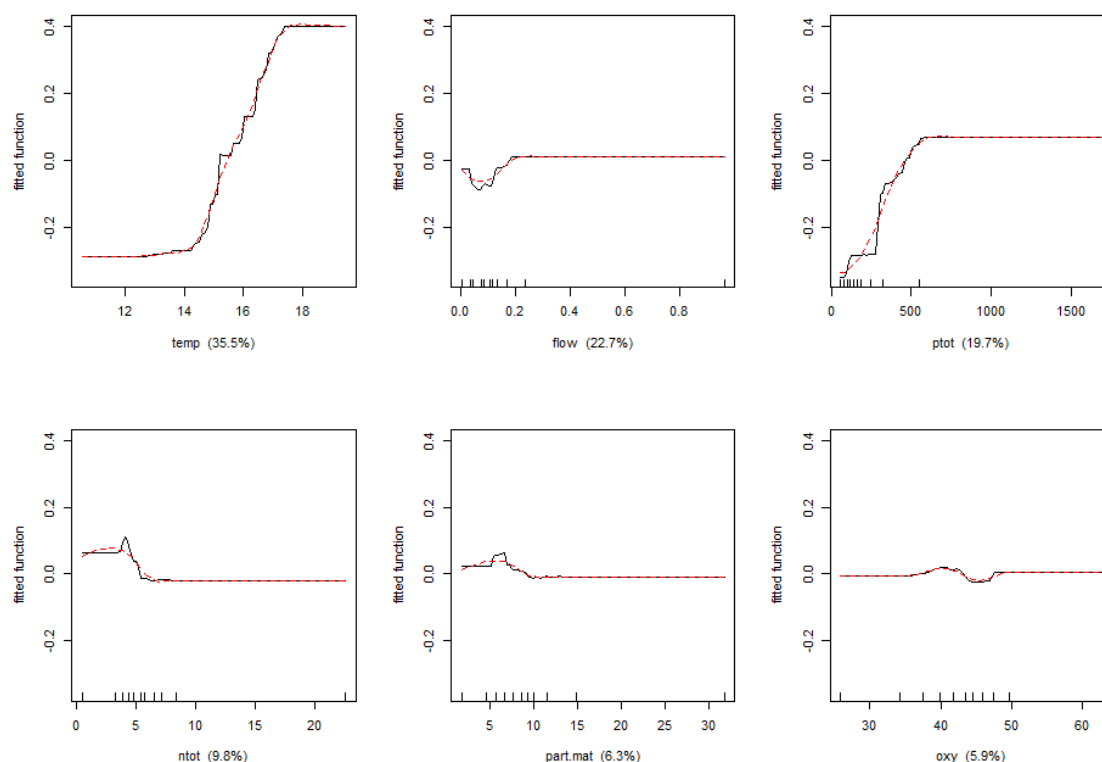 fitted function
0.4
0.2
0.0
-0.2
12 14 16 18
temp (35.5%)
fitted function
0.4
0.2
0.0
-0.2
0.0 0.2 0.4 0.6 0.8
flow (22.7%)
fitted function
0.4
0.2
0.0
-0.2
0 500 1000 1500
ptot (19.7%)
fitted function
0.4
0.2
0.0
-0.2
0 5 10 15 20
ntot (9.8%)
fitted function
0.4
0.2
0.0
-0.2
5 10 15 20 25 30
part.mat (6.3%)
fitted function
0.4
0.2
0.0
-0.2
30 40 50 60
oxy (5.9%)